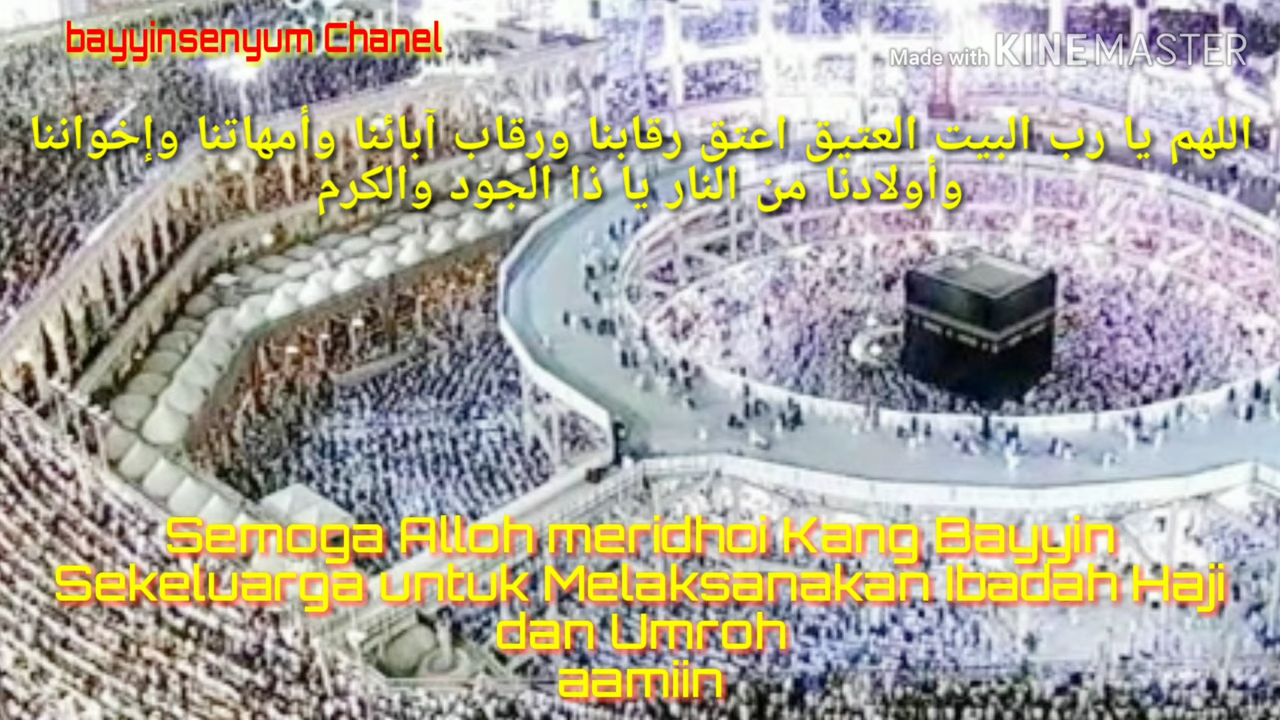 bayyinsenyum Chanel
Made with KINEMASTER
اللهم يا رب البيت العتيق اعتق رقابنا ورقاب آبائنا وأمهاتنا وإخواننا
وأولادنا من النار يا ذا الجود والكرم
Semoga Alloh meridhoi Kang Bayyin
Sekeluarga untuk Melaksanakan Ibadah Haji
dan Umroh
aamiin